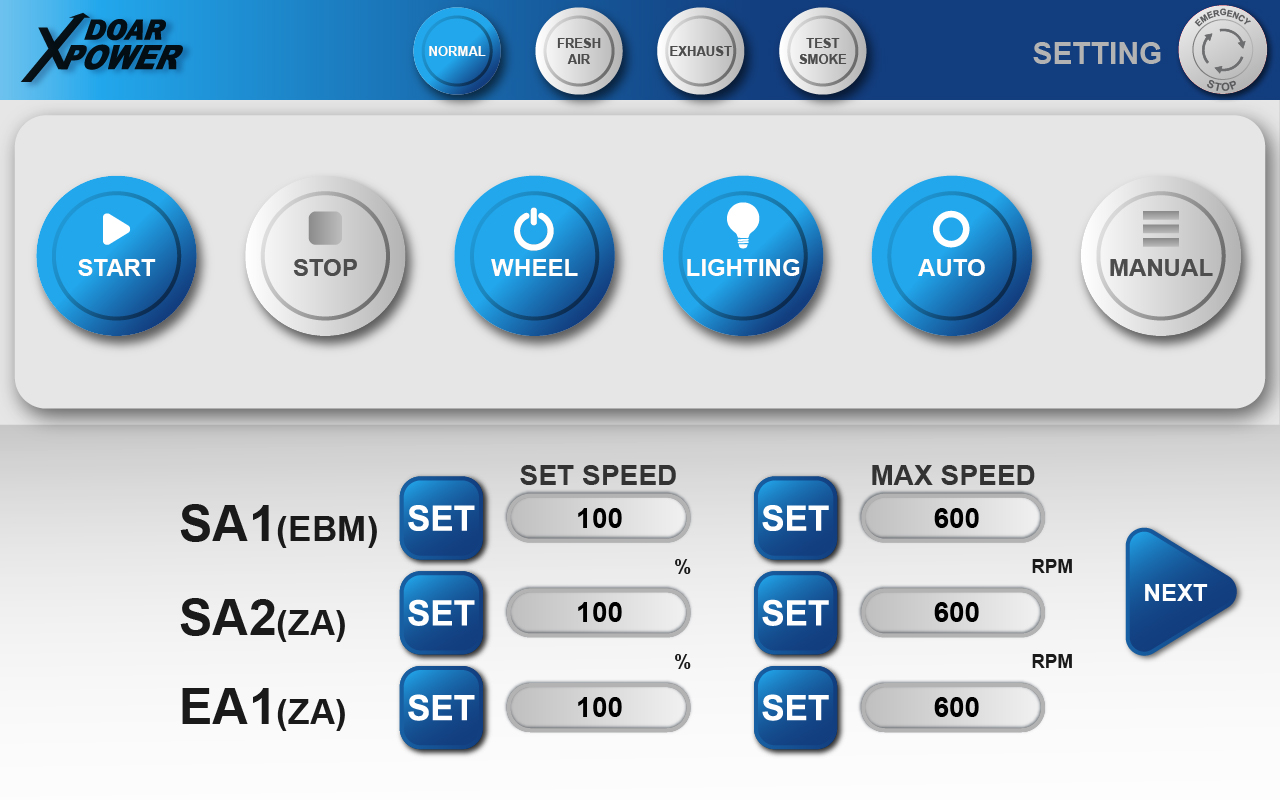 XDOAR
XPOWER
NORMAL
FRESH
AIR
EXHAUST
TEST
SMOKE
SETTING
EMERGENCY
STOP
START
STOP
WHEEL
LIGHTING
AUTO
MANUAL
SET SPEED
MAX SPEED
SA1(EBM)
SET
100
SET
600
%
RPM
SA2(ZA)
SET
100
SET
600
NEXT
%
RPM
EA1(ZA)
SET
100
SET
600